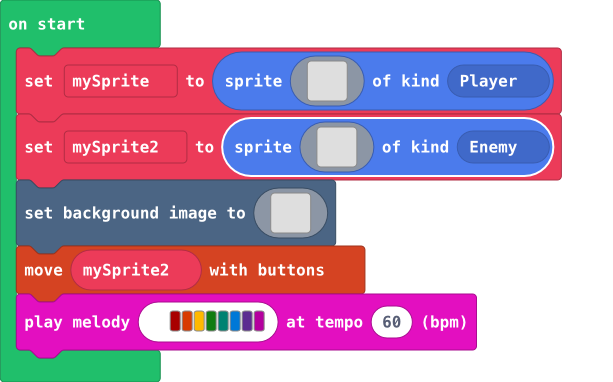 on start
set mySprite to sprite of kind Player
set mySprite2 to sprite of kind Enemy
set background image to
move mySprite2 with buttons
play melody at tempo 60 (bpm)